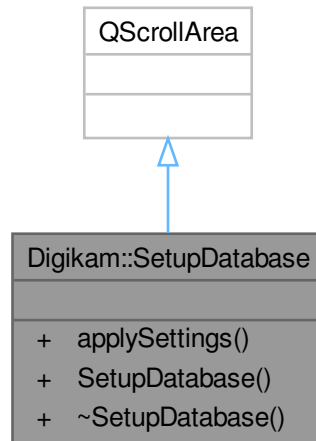 QScrollArea
Digikam::SetupDatabase
+ applySettings()
+ SetupDatabase()
+ ~SetupDatabase()